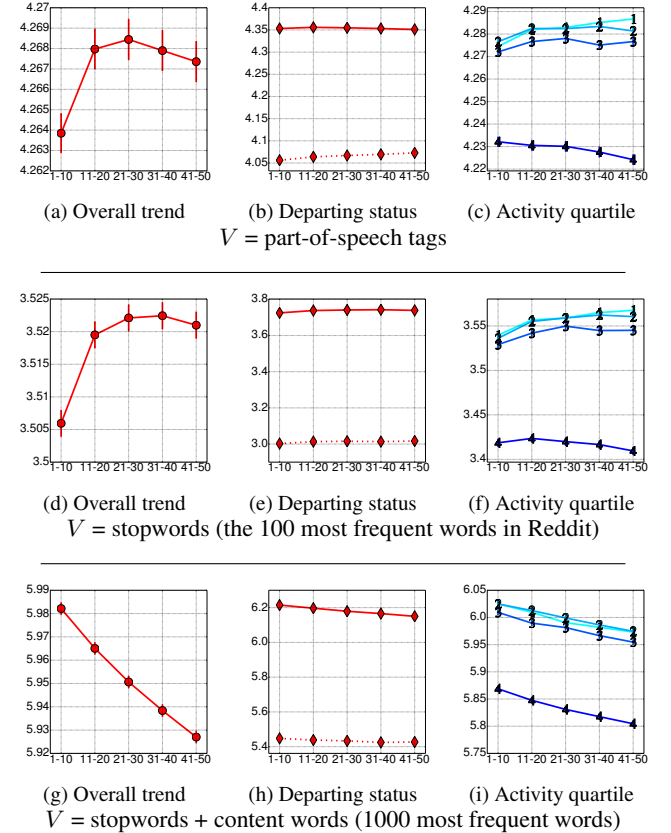 4.27 4.269 4.268 4.267 4.266 4.265 4.264 4.263 4.262
1-10 11-20 21-30 31-40 41-50
4.4 4.35 4.3 4.25 4.2 4.15 4.1 4.05
1-10 11-20 21-30 31-40 41-50
4.29 4.28 4.27 4.26 4.25 4.24 4.23 4.22
1-10 11-20 21-30 31-40 41-50
(a) Overall trend (b) Departing status (c) Activity quartile
V = part-of-speech tags
3.525 3.52 3.515 3.51 3.505 3.5
1-10 11-20 21-30 31-40 41-50
3.8 3.6 3.4 3.2 3.0
1-10 11-20 21-30 31-40 41-50
3.55 3.5 3.45 3.4
1-10 11-20 21-30 31-40 41-50
(d) Overall trend (e) Departing status (f) Activity quartile
V = stopwords (the 100 most frequent words in Reddit)
5.99 5.98 5.97 5.96 5.95 5.94 5.93 5.92
1-10 11-20 21-30 31-40 41-50
6.2 6.0 5.8 5.6 5.4
1-10 11-20 21-30 31-40 41-50
6.05 6.0 5.95 5.9 5.85 5.8 5.75
1-10 11-20 21-30 31-40 41-50
(g) Overall trend (h) Departing status (i) Activity quartile
V = stopwords + content words (1000 most frequent words)